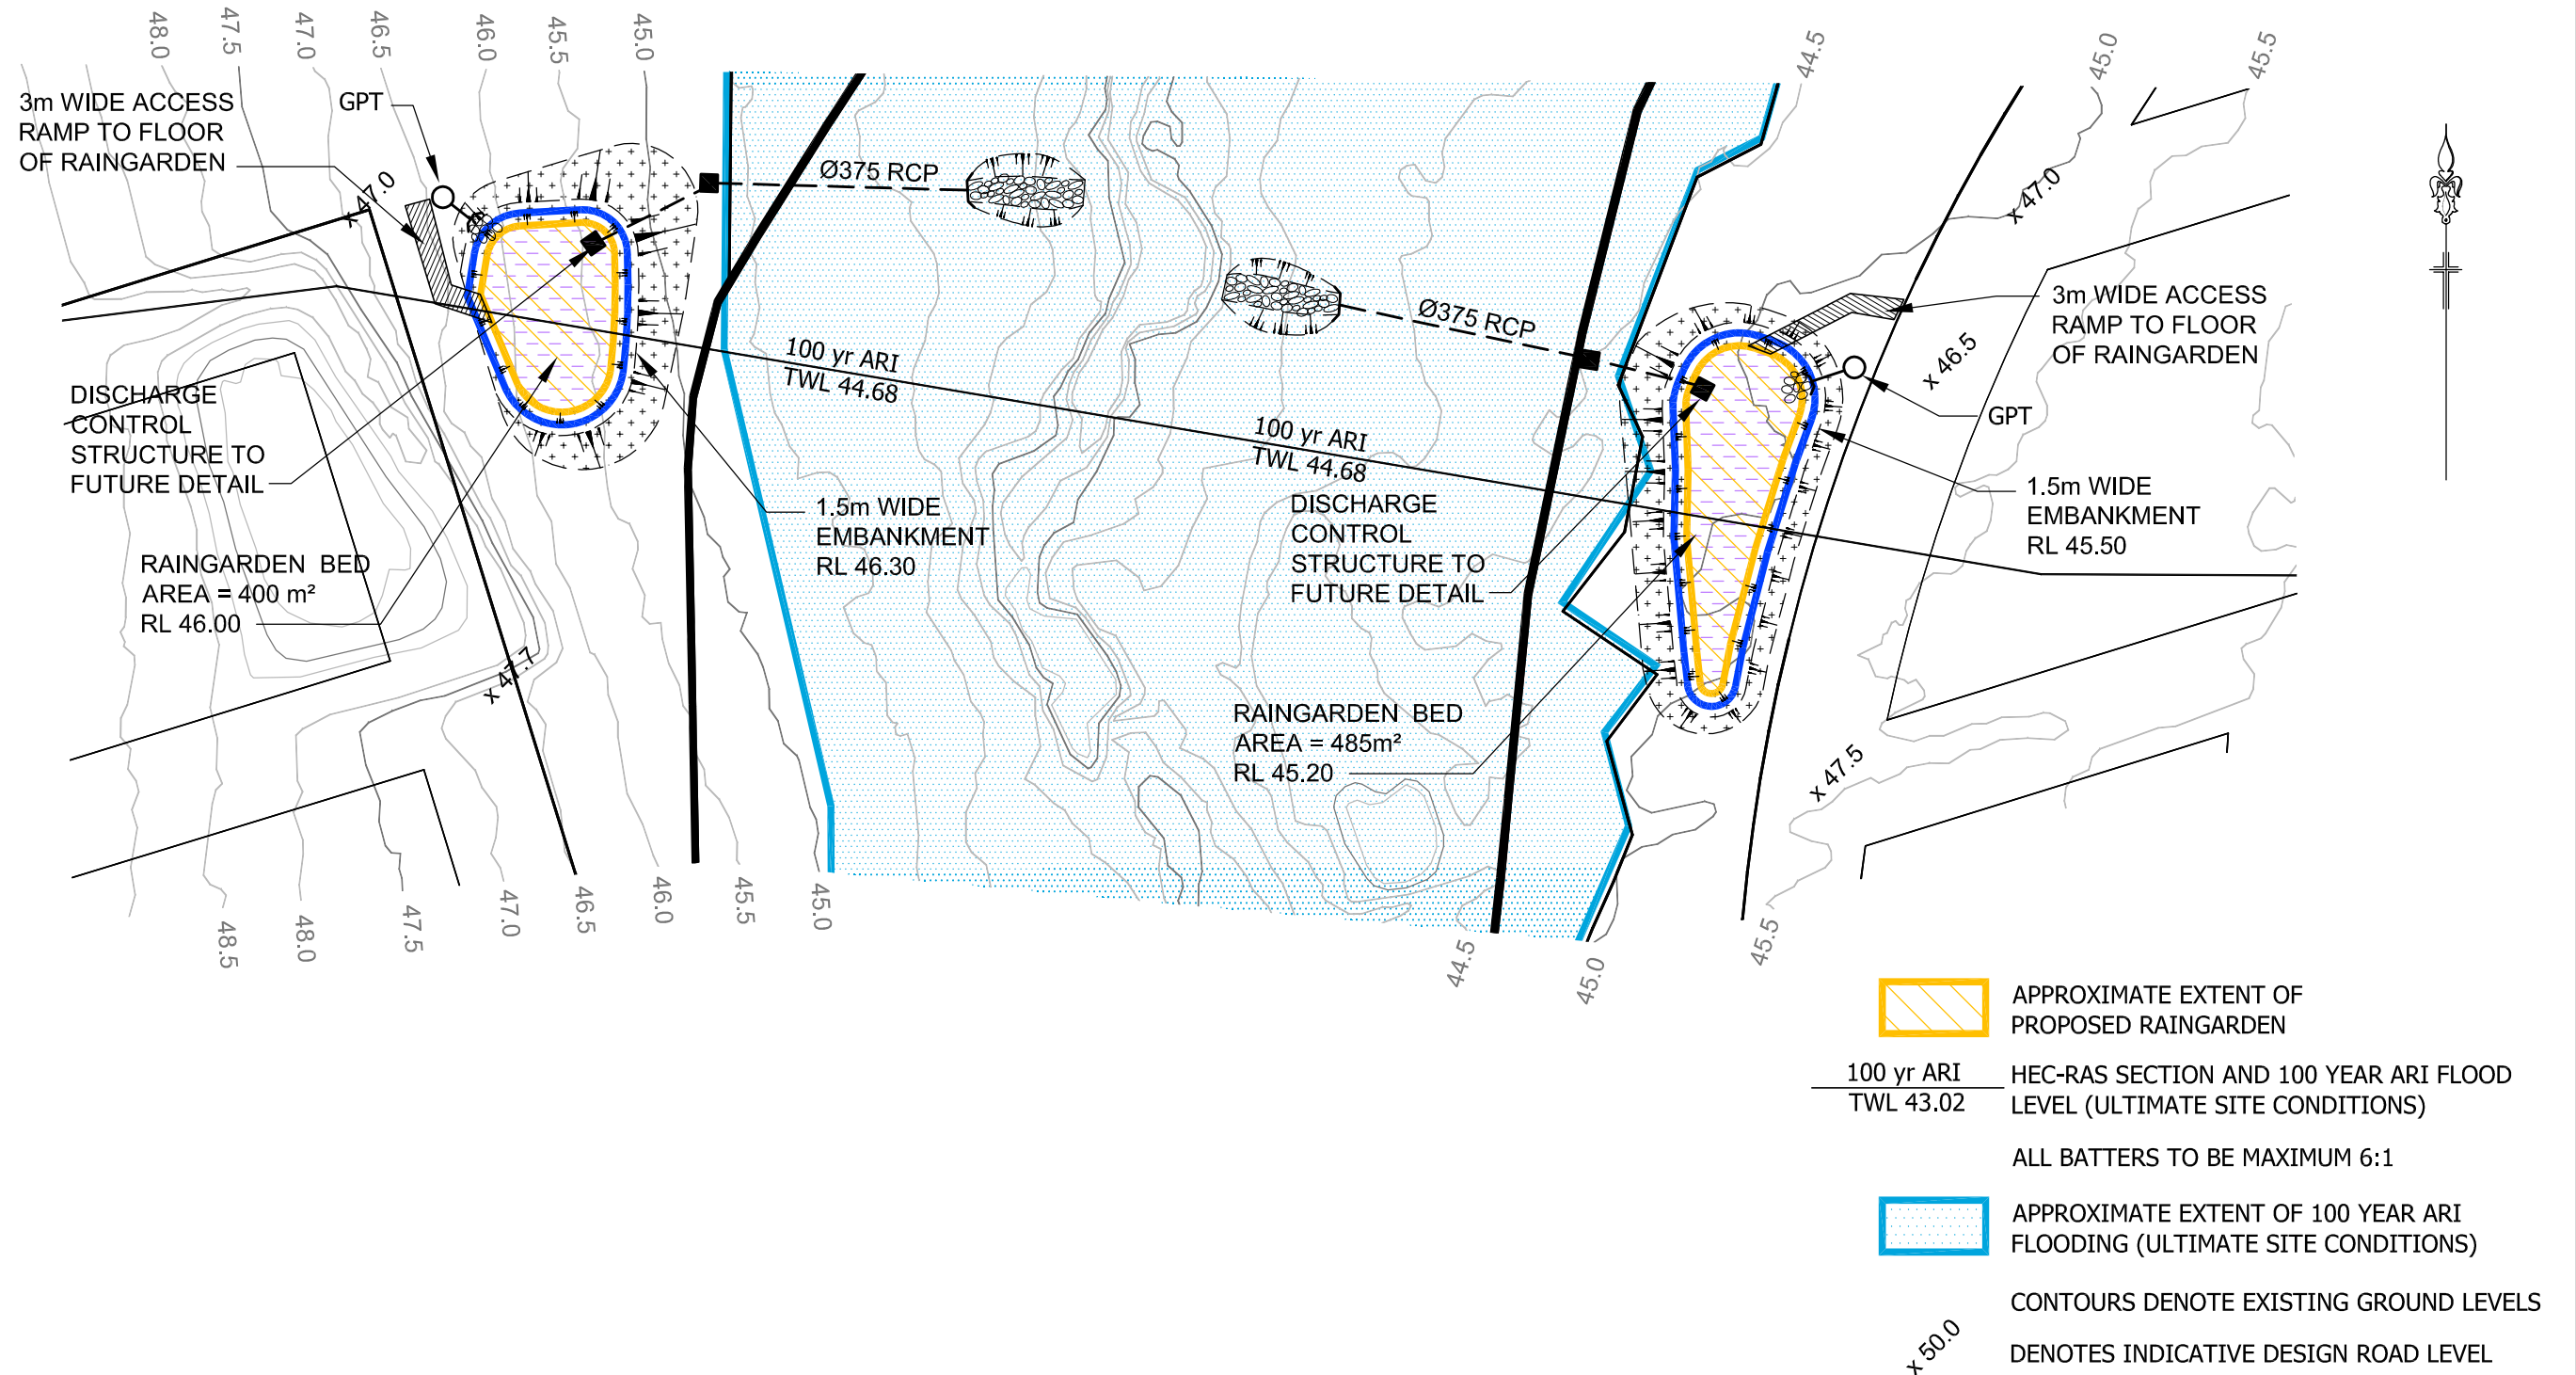 48.0
47.5
47.0
46.5
46.0
45.5
45.0
44.5
45.0
45.5
3m WIDE ACCESS
RAMP TO FLOOR
OF RAINGARDEN
GPT
x 47.0
Ø375 RCP
x 47.0
3m WIDE ACCESS
RAMP TO FLOOR
OF RAINGARDEN
Ø375 RCP
100 yr ARI
TWL 44.68
x 46.5
GPT
DISCHARGE
CONTROL
STRUCTURE TO
FUTURE DETAIL
100 yr ARI
TWL 44.68
1.5m WIDE
EMBANKMENT
RL 46.30
DISCHARGE
CONTROL
STRUCTURE TO
FUTURE DETAIL
1.5m WIDE
EMBANKMENT
RL 45.50
RAINGARDEN BED
AREA = 400 m²
RL 46.00
x 47.7
RAINGARDEN BED
AREA = 485m²
RL 45.20
x 47.5
48.5
48.0
47.5
47.0
46.5
46.0
45.5
45.0
44.5
45.0
45.5
APPROXIMATE EXTENT OF
PROPOSED RAINGARDEN
100 yr ARI
TWL 43.02
HEC-RAS SECTION AND 100 YEAR ARI FLOOD
LEVEL (ULTIMATE SITE CONDITIONS)
ALL BATTERS TO BE MAXIMUM 6:1
APPROXIMATE EXTENT OF 100 YEAR ARI
FLOODING (ULTIMATE SITE CONDITIONS)
CONTOURS DENOTE EXISTING GROUND LEVELS
x 50.0
DENOTES INDICATIVE DESIGN ROAD LEVEL